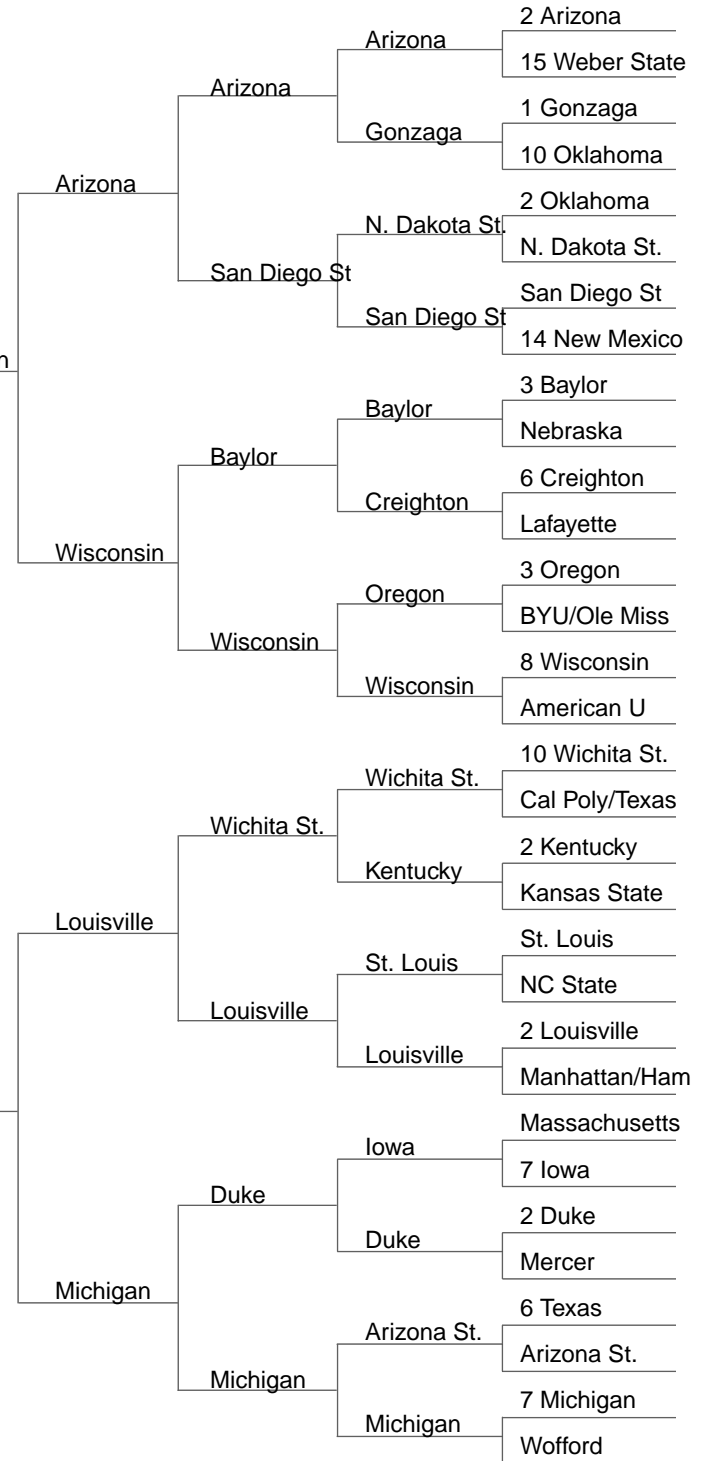 2 Arizona
Arizona
15 Weber State
Arizona
1 Gonzaga
Gonzaga
10 Oklahoma
Arizona
2 Oklahoma
N. Dakota St.
N. Dakota St.
San Diego St
San Diego St
San Diego St
14 New Mexico
n
3 Baylor
Baylor
Nebraska
Baylor
6 Creighton
Creighton
Lafayette
Wisconsin
3 Oregon
Oregon
BYU/Ole Miss
Wisconsin
8 Wisconsin
Wisconsin
American U
10 Wichita St.
Wichita St.
Cal Poly/Texas
Wichita St.
2 Kentucky
Kentucky
Kansas State
Louisville
St. Louis
St. Louis
NC State
Louisville
2 Louisville
Louisville
Manhattan/Ham
Massachusetts
Iowa
7 Iowa
Duke
2 Duke
Duke
Mercer
Michigan
6 Texas
Arizona St.
Arizona St.
Michigan
7 Michigan
Michigan
Wofford